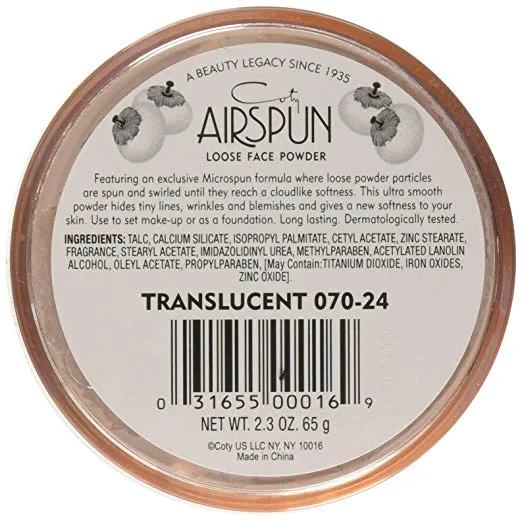 A BEAUTY LEGACY SINCE 1935
Coty
AIRSPUN
LOOSE FACE POWDER
Featuring an exclusive Microspun formula where loose powder particles
are spun and swirled until they reach a cloudlike softness. This ultra smooth
powder hides tiny lines, wrinkles and blemishes and gives a new softness to your
skin. Use to set make-up or as a foundation. Long lasting. Dermatologically tested.
INGREDIENTS: TALC, CALCIUM SILICATE, ISOPROPYL PALMITATE, CETYL ACETATE, ZINC STEARATE,
FRAGRANCE, STEARYL ACETATE, IMIDAZOLIDINYL UREA, METHYLPARABEN, ACETYLATED LANOLIN
ALCOHOL, OLEYL ACETATE, PROPYLPARABEN, [May Contain:TITANIUM DIOXIDE, IRON OXIDES,
ZINC OXIDE].
TRANSLUCENT 070-24
0 31655 00016 9
NET WT. 2.3 OZ. 65 g
©Coty US LLC NY, NY 10016
Made in China